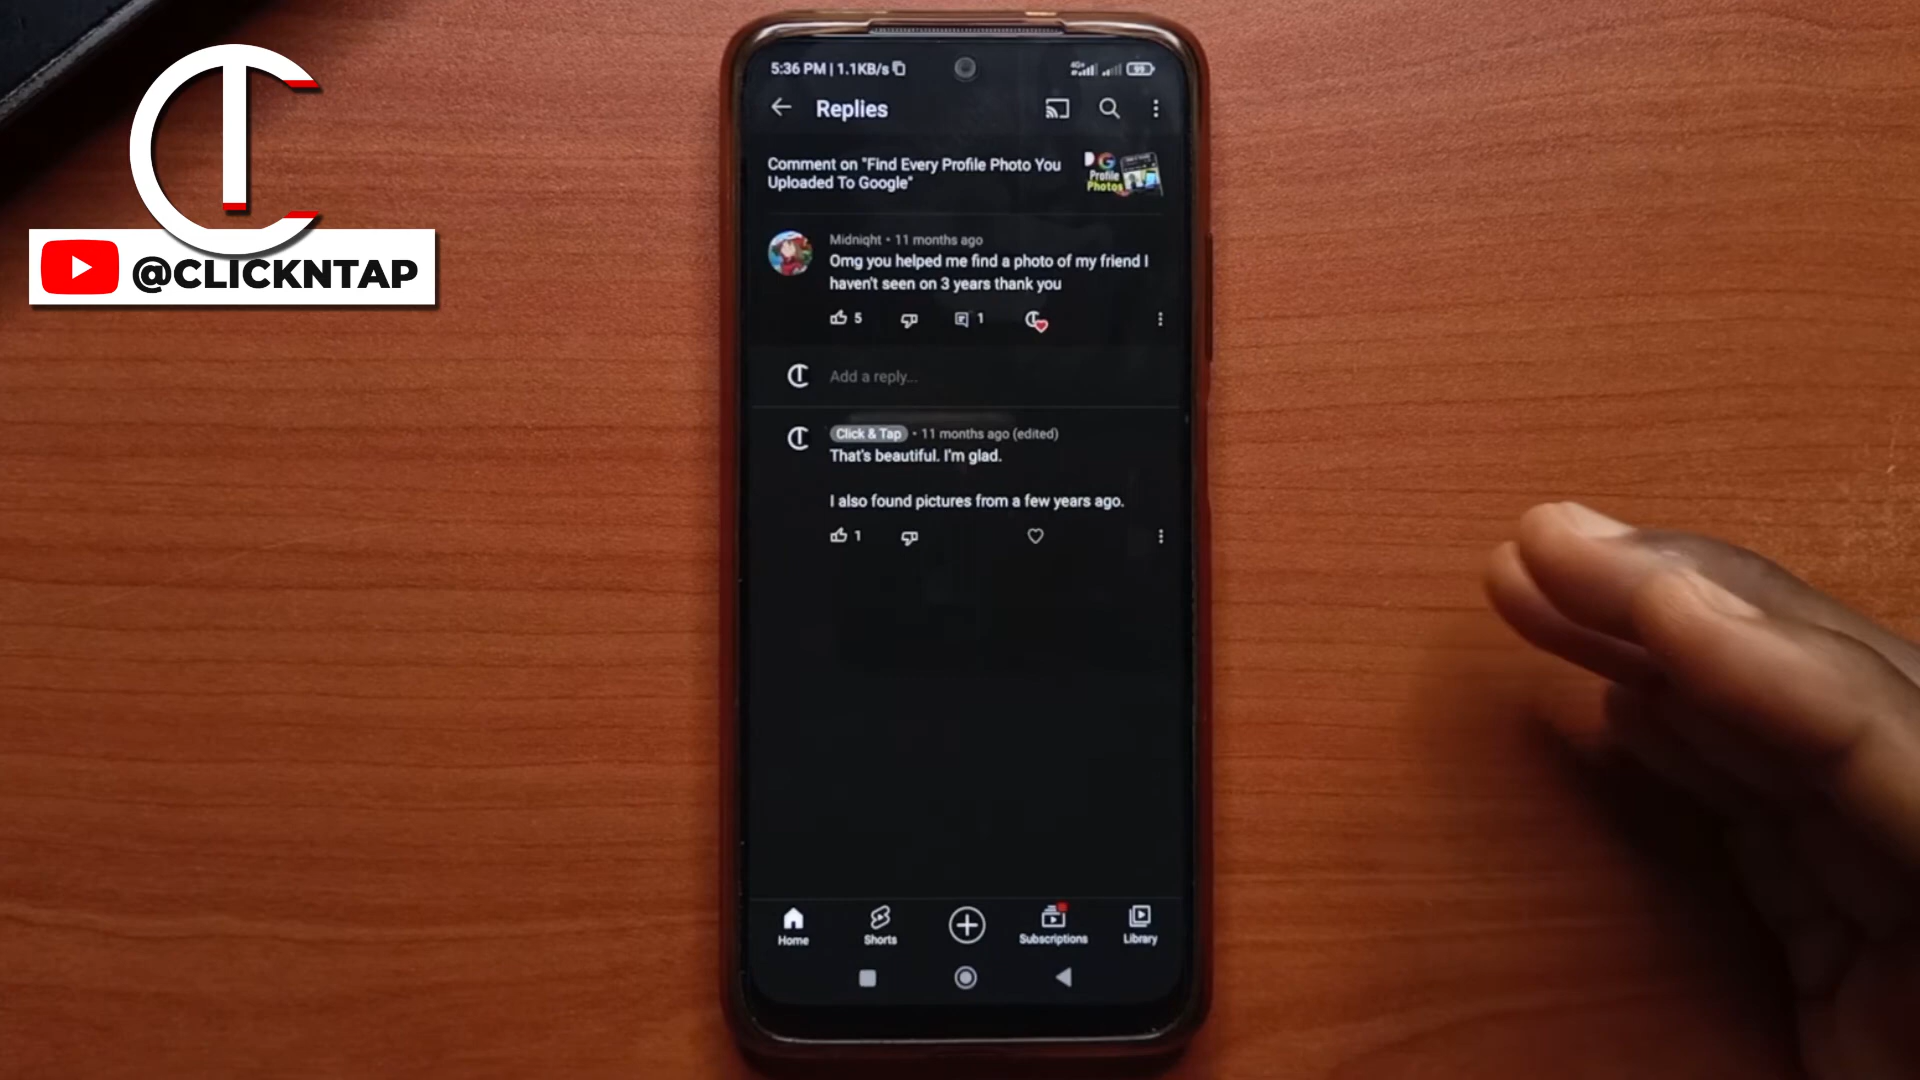 @CLICKNTAP
5:36 PM | 1.1KB/s
4G+
99
Replies
Comment on "Find Every Profile Photo You
Uploaded To Google"
Profile
Photos
Midnight • 11 months ago
Omg you helped me find a photo of my friend I
haven't seen on 3 years thank you
5
1
Add a reply...
Click & Tap • 11 months ago (edited)
That's beautiful. I'm glad.
I also found pictures from a few years ago.
1
Home
Shorts
Subscriptions
Library